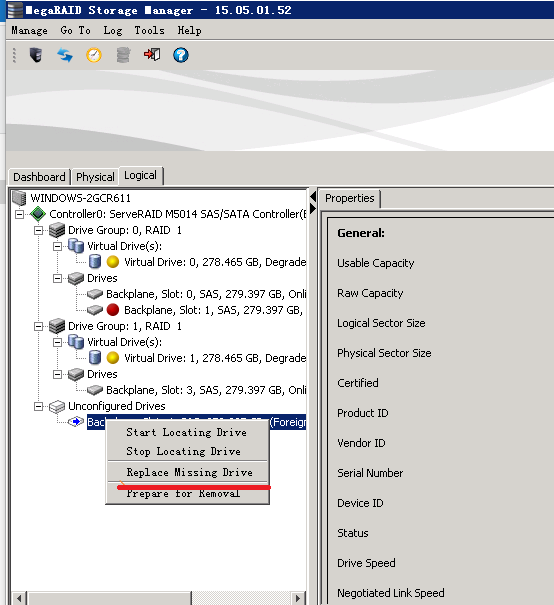 MegaRAID Storage Manager - 15.05.01.52
Manage Go To Log Tools Help
Dashboard Physical Logical
WINDOWS-2GCR611
Controller0: ServeRAID M5014 SAS/SATA Controller(
Drive Group: 0, RAID 1
Virtual Drive(s):
Virtual Drive: 0, 278.465 GB, Degrade
Drives
Backplane, Slot: 0, SAS, 279.397 GB, Onli
Backplane, Slot: 1, SAS, 279.397 GB,
Drive Group: 1, RAID 1
Virtual Drive(s):
Virtual Drive: 1, 278.465 GB, Degrade
Drives
Backplane, Slot: 3, SAS, 279.397 GB, Onli
Unconfigured Drives
(Foreign
Start Locating Drive
Stop Locating Drive
Replace Missing Drive
Prepare for Removal
Properties
General:
Usable Capacity
Raw Capacity
Logical Sector Size
Physical Sector Size
Certified
Product ID
Vendor ID
Serial Number
Device ID
Status
Drive Speed
Negotiated Link Speed